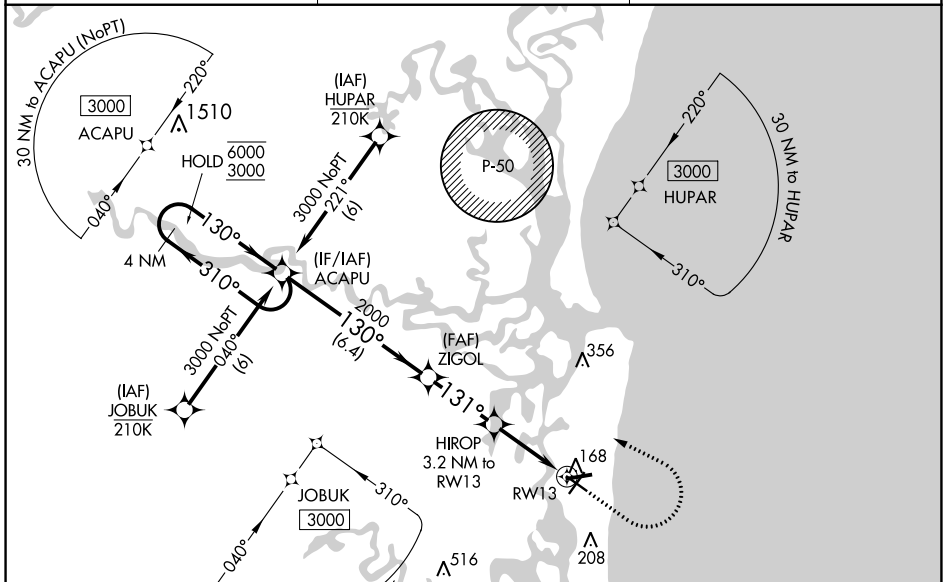 30 NM to ACAPU (NoPT)
220°
3000
ACAPU
040°
1510
HOLD
6000
3000
130°
4 NM
310°
(IAF)
HUPAR
210K
3000 NoPT
221°
(6)
P-50
220°
3000
HUPAR
310°
30 NM to HUPAR
(IF/IAF)
ACAPU
3000 NoPT
040°
(6)
(IAF)
JOBUK
210K
2000
130°
(6.4)
(FAF)
ZIGOL
131°
356
HIROP
3.2 NM to
RW13
168
RW13
JOBUK
3000
310°
040°
516
208